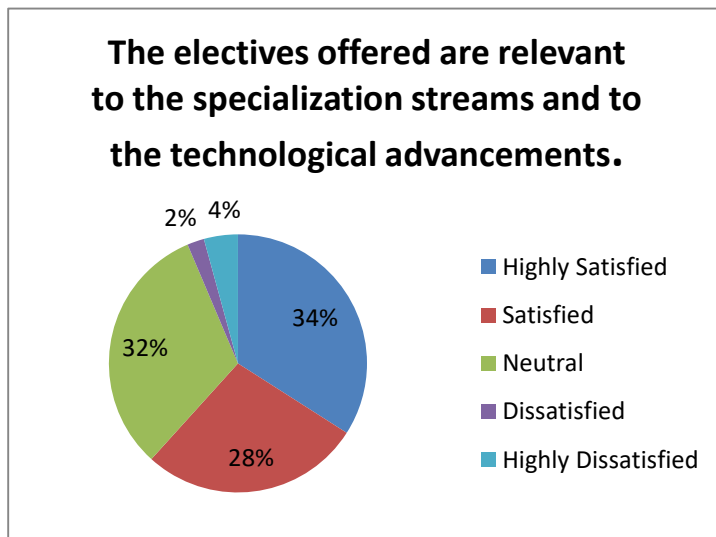 The electives offered are relevant
to the specialization streams and to
the technological advancements.
2%
4%
34%
32%
28%
Highly Satisfied
Satisfied
Neutral
Dissatisfied
Highly Dissatisfied